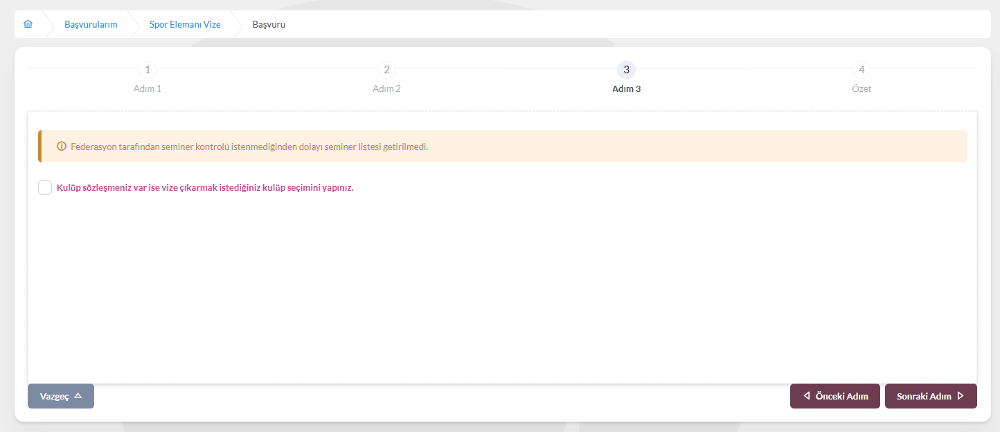 Başvurularım
Spor Elemanı Vize
Başvuru
1
2
3
4
Adım 1
Adım 2
Adım 3
Özet
Federasyon tarafından seminer kontrolü istenmediğinden dolayı seminer listesi getirilmedi.
Kulüp sözleşmeniz var ise vize çıkarmak istediğiniz kulüp seçimini yapınız.
Vazgeç
Önceki Adım
Sonraki Adım